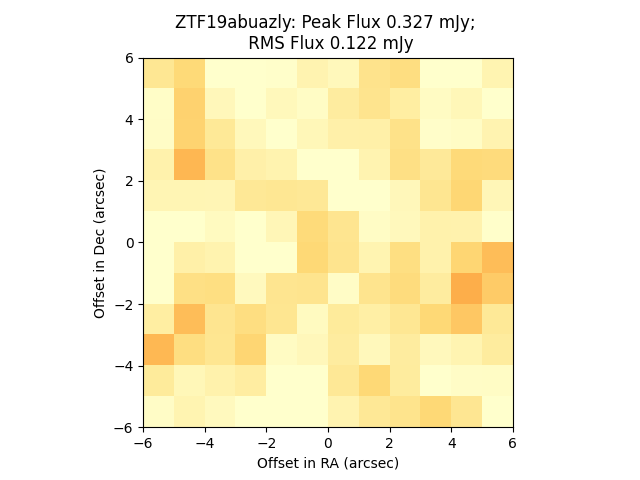 ZTF19abuazly: Peak Flux 0.327 mJy;
RMS Flux 0.122 mJy
6
4
2
0
−2
−4
−6
Offset in Dec (arcsec)
−6 −4 −2 0 2 4 6
Offset in RA (arcsec)